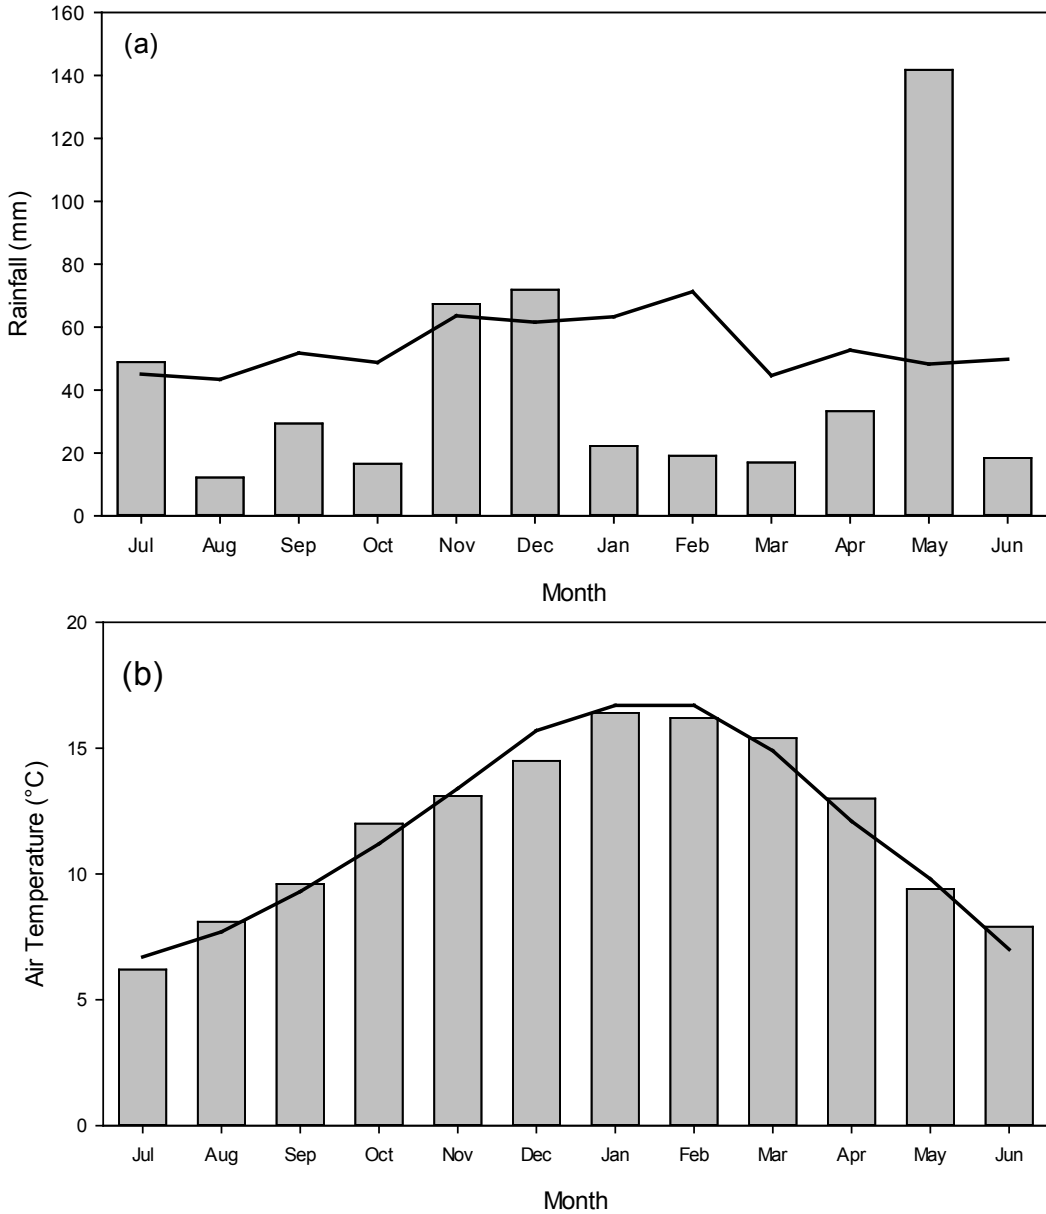 (a)
Rainfall (mm)
160
140
120
100
80
60
40
20
0
Jul Aug Sep Oct Nov Dec Jan Feb Mar Apr May Jun
Month
(b)
Air Temperature (°C)
20
15
10
5
0
Jul Aug Sep Oct Nov Dec Jan Feb Mar Apr May Jun
Month